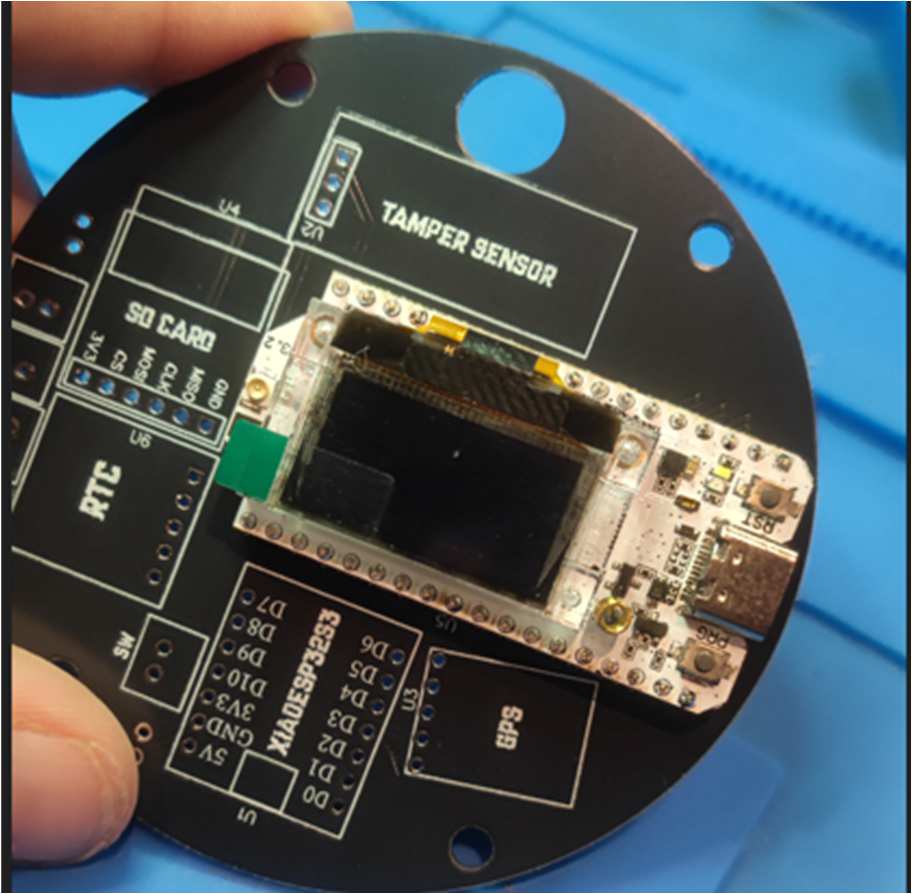 U4
U2
TAMPER SENSOR
SD CARD
3V3
CS
MOSI
CLK
MISO
GND
U6
RTC
RST
PRG
U5
SW
XIAOESP32S3
D7
D8
D9
D10
3V3
GND
5V
D6
D5
D4
D3
D2
D1
D0
U1
U3
GPS